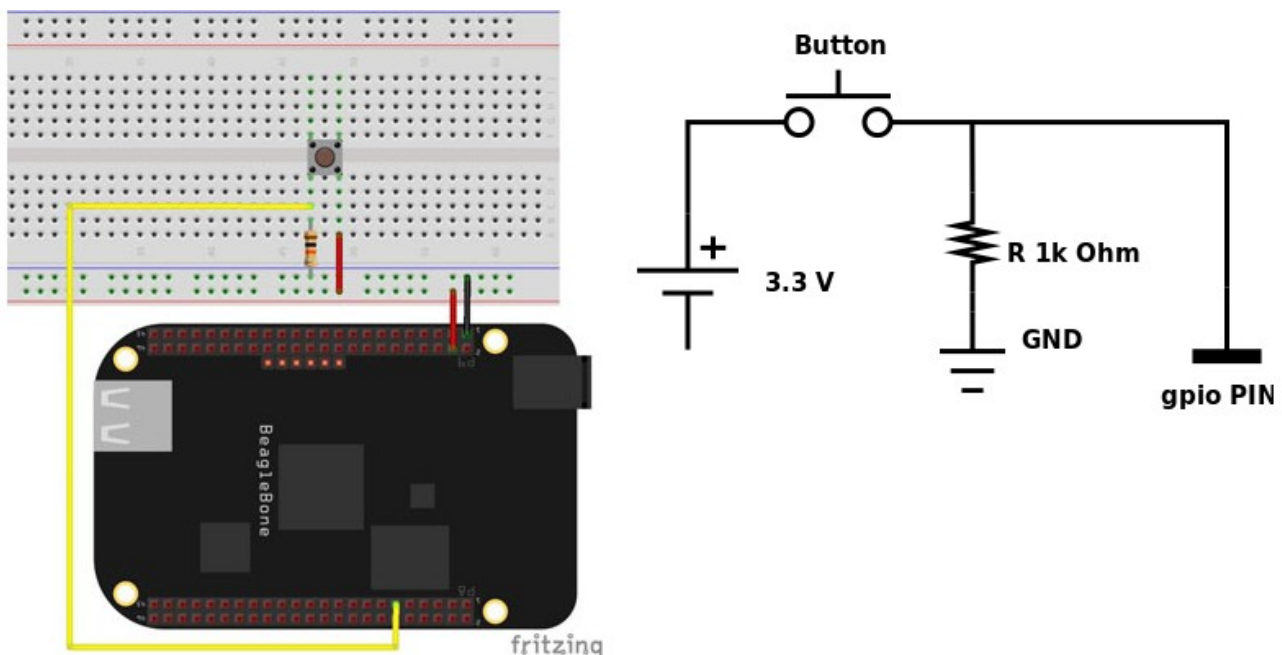 Button
+
3.3 V
R 1k Ohm
GND
gpio PIN
BeagleBone
fritzing